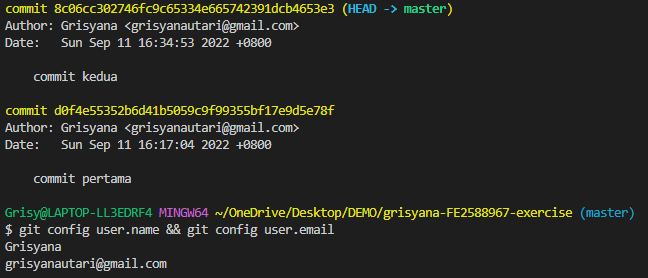 commit 8c06cc302746fc9c65334e665742391dcb4653e3 (HEAD -> master)
Author: Grisyana <grisyanautari@gmail.com>
Date: Sun Sep 11 16:34:53 2022 +0800
commit kedua
commit d0f4e55352b6d41b5059c9f99355bf17e9d5e78f
Author: Grisyana <grisyanautari@gmail.com>
Date: Sun Sep 11 16:17:04 2022 +0800
commit pertama
Grisy@LAPTOP-LL3EDRF4 MINGW64 ~/OneDrive/Desktop/DEMO/grisyana-FE2588967-exercise (master)
$ git config user.name && git config user.email
Grisyana
grisyanautari@gmail.com